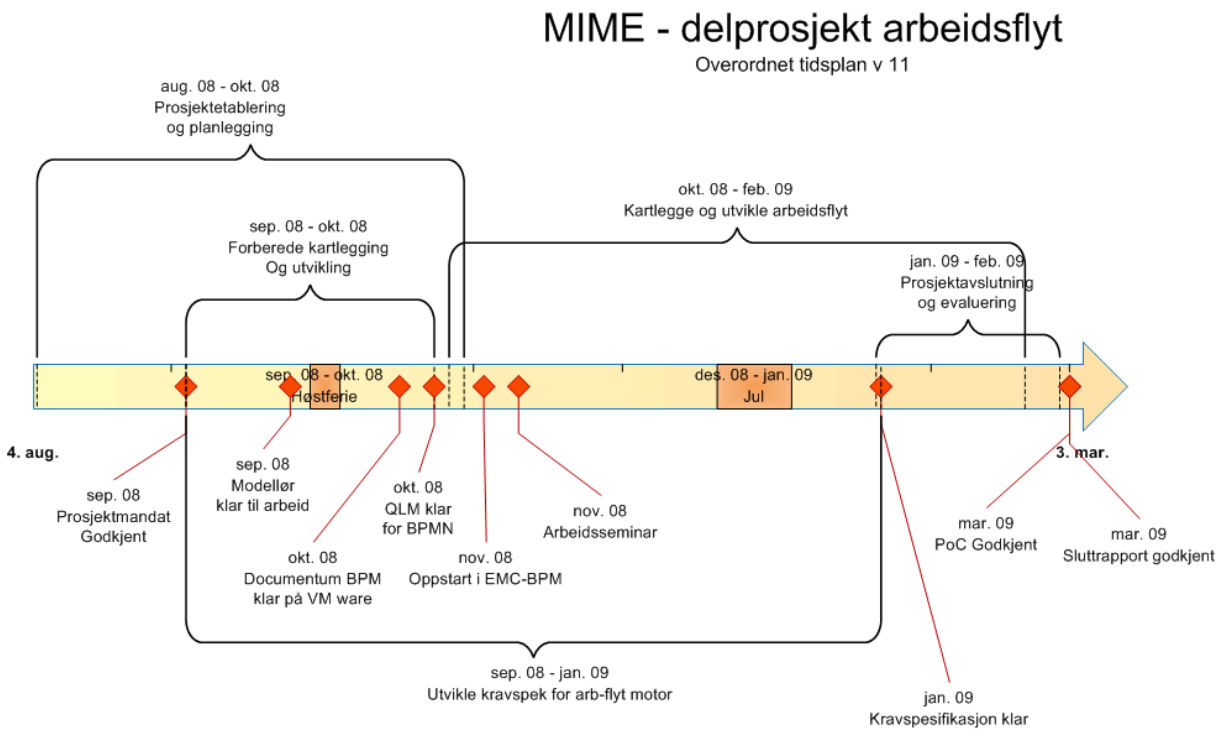 MIME - delprosjekt arbeidsflyt
Overordnet tidsplan v 11
aug. 08 - okt. 08
Prosjektetablering
og planlegging
okt. 08 - feb. 09
Kartlegge og utvikle arbeidsflyt
sep. 08 - okt. 08
Forberede kartlegging
Og utvikling
jan. 09 - feb. 09
Prosjektavslutning
og evaluering
sep. 08 - okt. 08
Høstferie
des. 08 - jan. 09
Jul
4. aug.
3. mar.
sep. 08
Prosjektmandat
Godkjent
sep. 08
Modellør
klar til arbeid
okt. 08
Documentum BPM
klar på VM ware
okt. 08
QLM klar
for BPMN
nov. 08
Oppstart i EMC-BPM
nov. 08
Arbeidsseminar
mar. 09
PoC Godkjent
mar. 09
Sluttrapport godkjent
sep. 08 - jan. 09
Utvikle kravspek for arb-flyt motor
jan. 09
Kravspesifikasjon klar